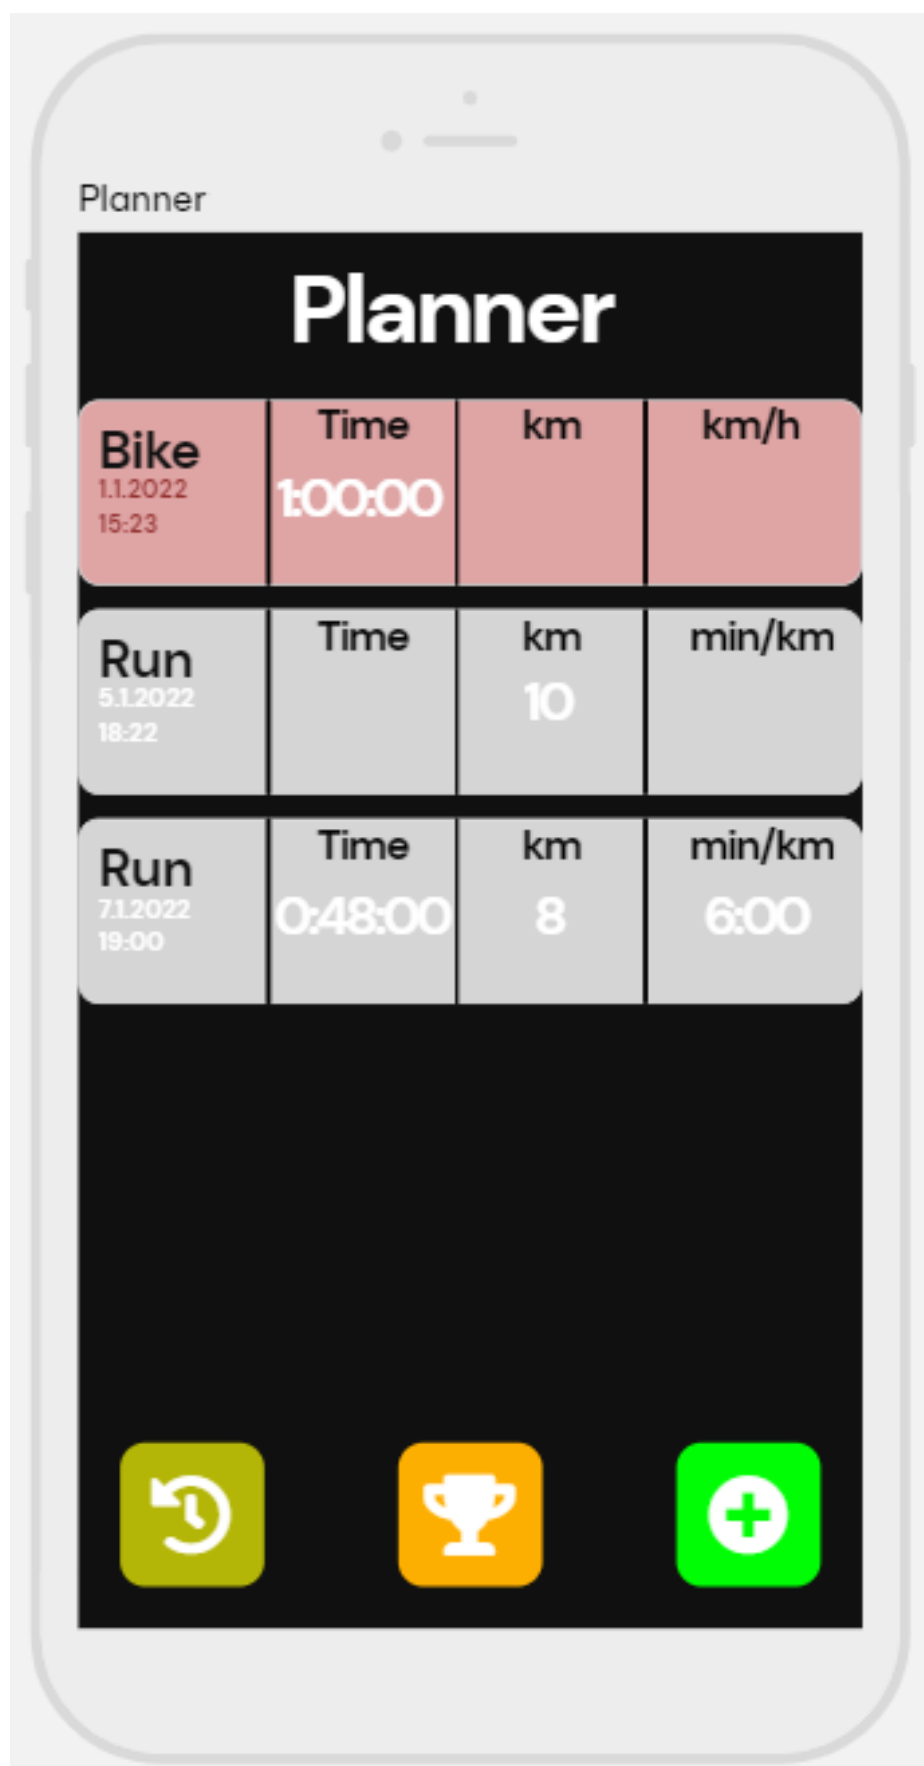 Planner
Planner
Bike
1.1.2022
15:23
Time
1:00:00
km
km/h
Run
5.1.2022
18:22
Time
km
10
min/km
Run
7.1.2022
19:00
Time
0:48:00
km
8
min/km
6:00